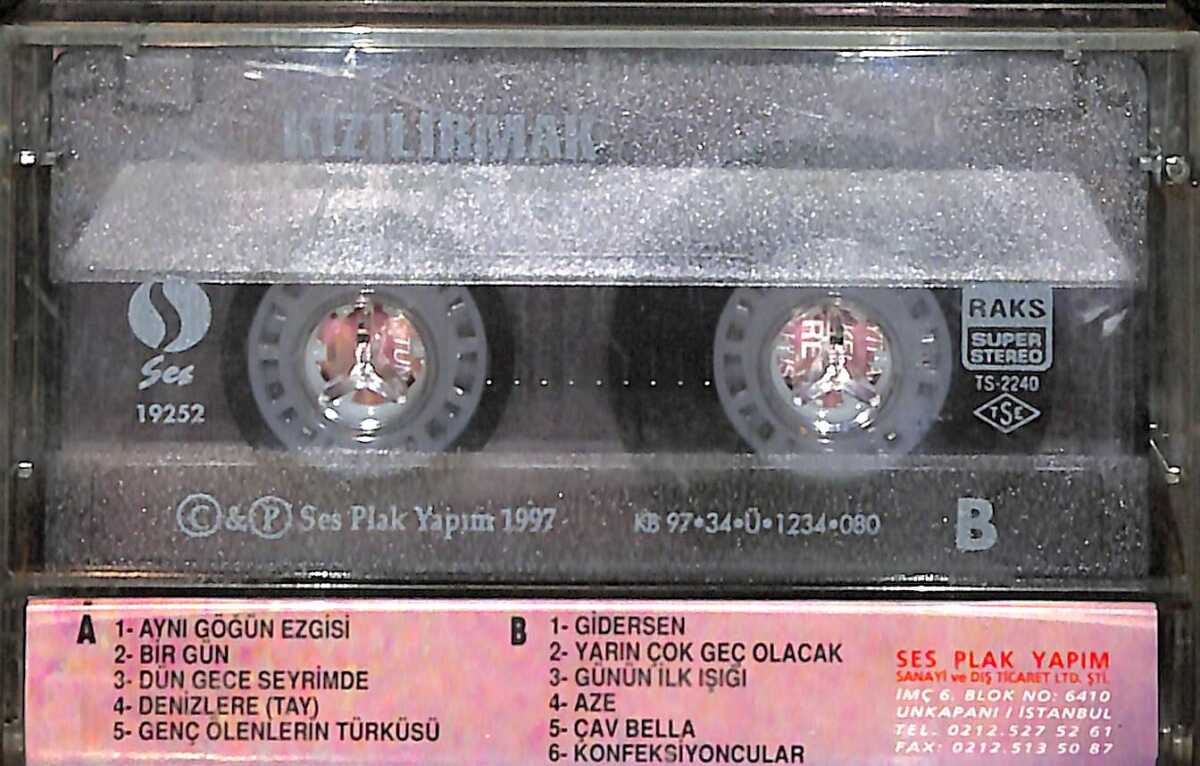 KIZILIRMAK
Ses
19252
RAKS
SUPER
STEREO
TS-2240
TSE
© & ℗ Ses Plak Yapım 1997
KB 97•34•Ü•1234•080
B
A
1- AYNI GÖĞÜN EZGİSİ
2- BİR GÜN
3- DÜN GECE SEYRİMDE
4- DENİZLERE (TAY)
5- GENÇ ÖLENLERİN TÜRKÜSÜ
B
1- GİDERSEN
2- YARIN ÇOK GEÇ OLACAK
3- GÜNÜN İLK IŞIĞI
4- AZE
5- ÇAV BELLA
6- KONFEKSİYONCULAR
SES PLAK YAPIM
SANAYİ ve DIŞ TİCARET LTD. ŞTİ.
İMÇ 6. BLOK NO: 6410
UNKAPANI / İSTANBUL
TEL. 0212.527 52 61
FAX: 0212.513 50 87